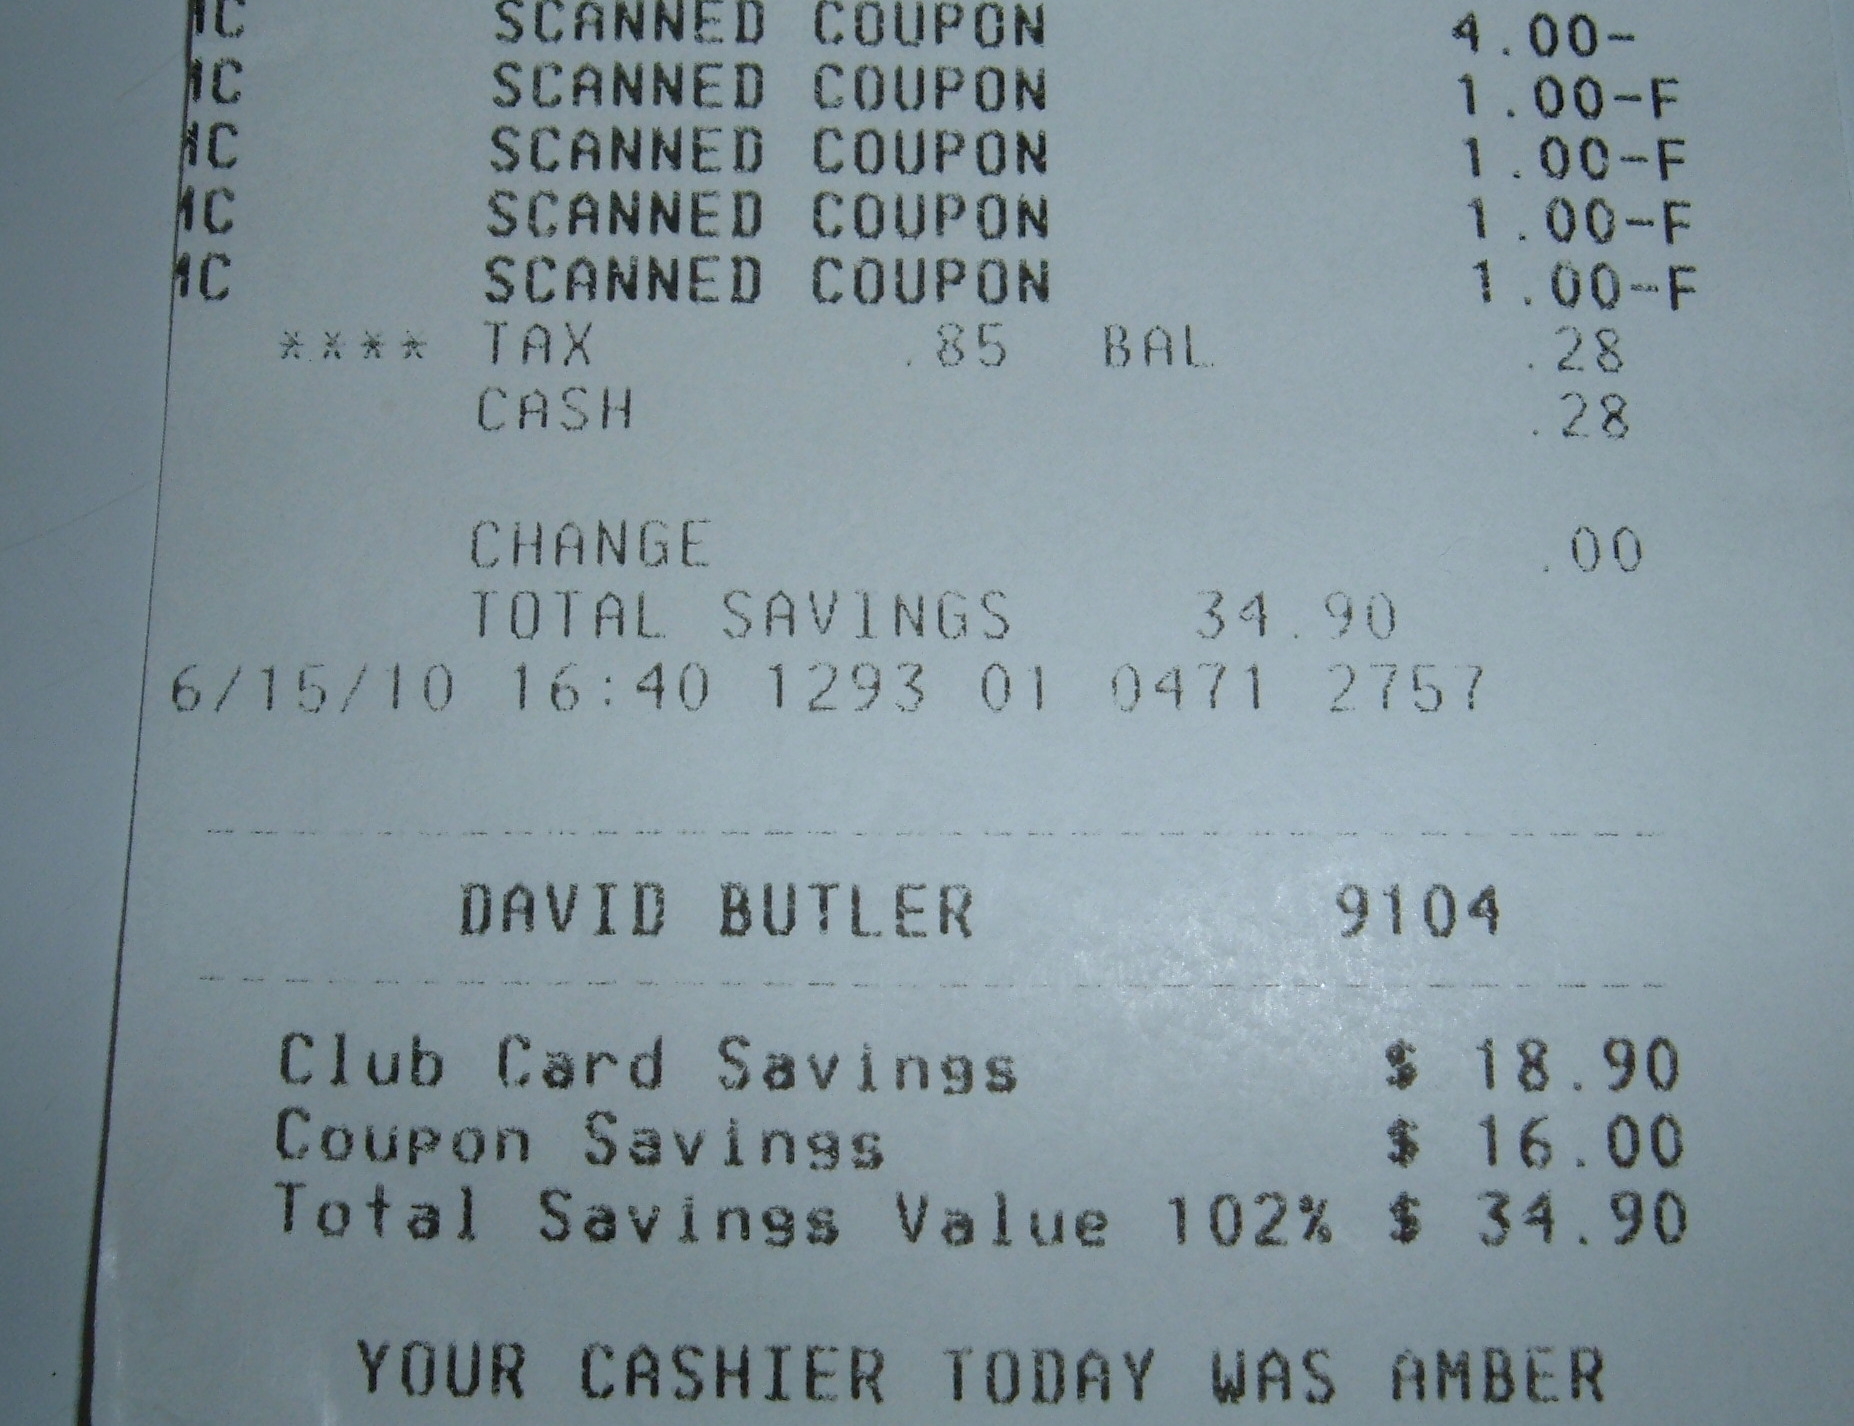 MC SCANNED COUPON 4.00-
MC SCANNED COUPON 1.00-F
MC SCANNED COUPON 1.00-F
MC SCANNED COUPON 1.00-F
MC SCANNED COUPON 1.00-F
**** TAX .85 BAL .28
CASH .28
CHANGE .00
TOTAL SAVINGS 34.90
6/15/10 16:40 1293 01 0471 2757
DAVID BUTLER 9104
Club Card Savings $ 18.90
Coupon Savings $ 16.00
Total Savings Value 102% $ 34.90
YOUR CASHIER TODAY WAS AMBER